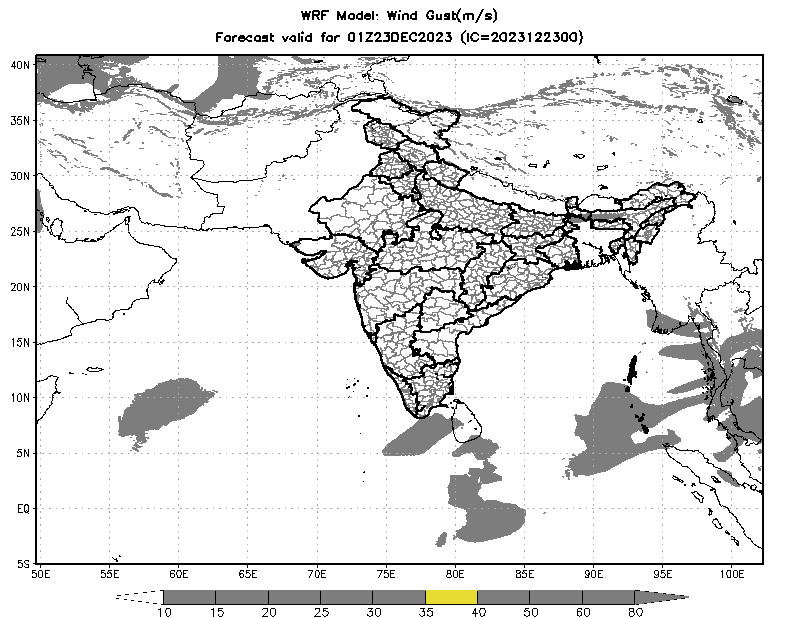 WRF Model: Wind Gust(m/s)
Forecast valid for 01Z23DEC2023 (IC=2023122300)
40N
35N
30N
25N
20N
15N
10N
5N
EQ
5S
50E 55E 60E 65E 70E 75E 80E 85E 90E 95E 100E
10 15 20 25 30 35 40 50 60 80